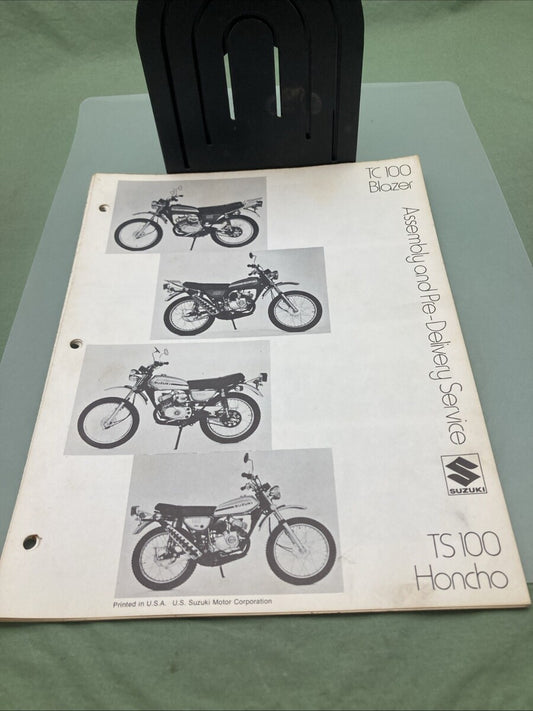 TC 100
Blazer
Assembly and Pre-Delivery Service
SUZUKI
TS 100
Honcho
Printed in U.S.A. U.S. Suzuki Motor Corporation